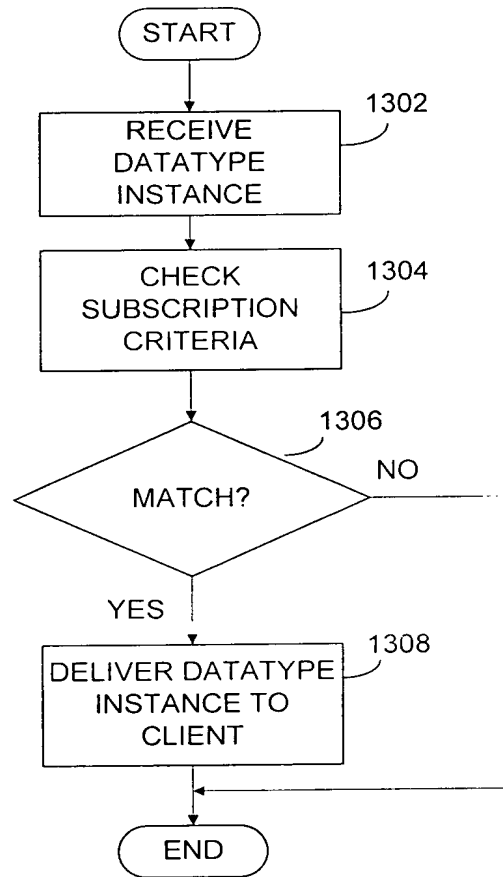 START
1302
RECEIVE
DATATYPE
INSTANCE
1304
CHECK
SUBSCRIPTION
CRITERIA
1306
MATCH?
NO
YES
1308
DELIVER DATATYPE
INSTANCE TO
CLIENT
END